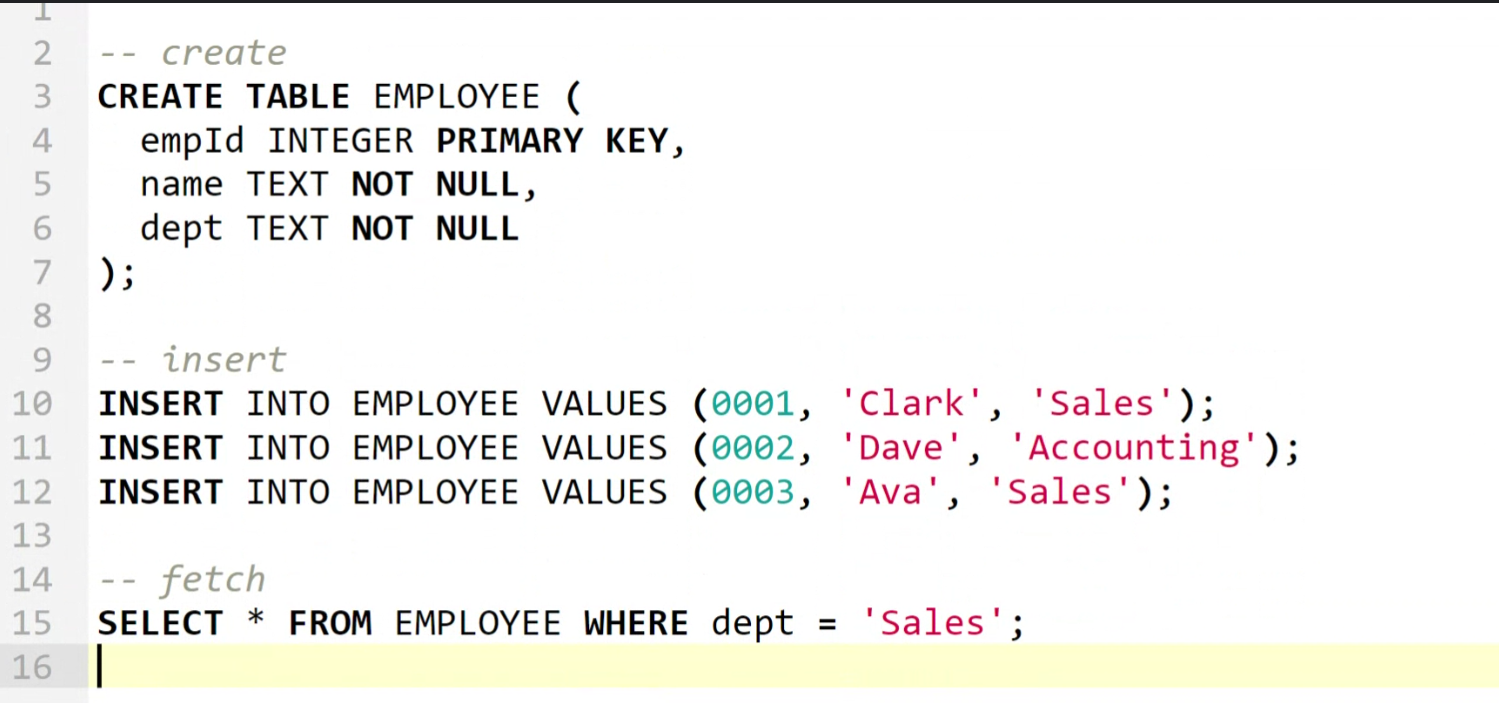 1
2 -- create
3 CREATE TABLE EMPLOYEE (
4   empId INTEGER PRIMARY KEY,
5   name TEXT NOT NULL,
6   dept TEXT NOT NULL
7 );
8
9 -- insert
10 INSERT INTO EMPLOYEE VALUES (0001, 'Clark', 'Sales');
11 INSERT INTO EMPLOYEE VALUES (0002, 'Dave', 'Accounting');
12 INSERT INTO EMPLOYEE VALUES (0003, 'Ava', 'Sales');
13
14 -- fetch
15 SELECT * FROM EMPLOYEE WHERE dept = 'Sales';
16